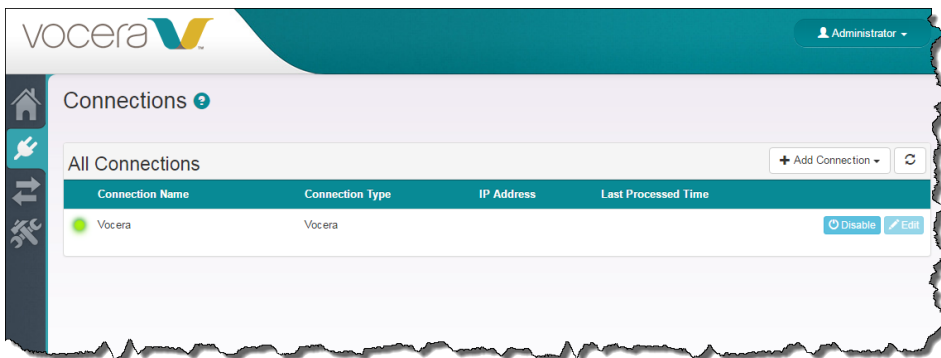 vocera
Administrator
Connections
All Connections
+ Add Connection
Connection Name Connection Type IP Address Last Processed Time
Vocera Vocera Disable Edit